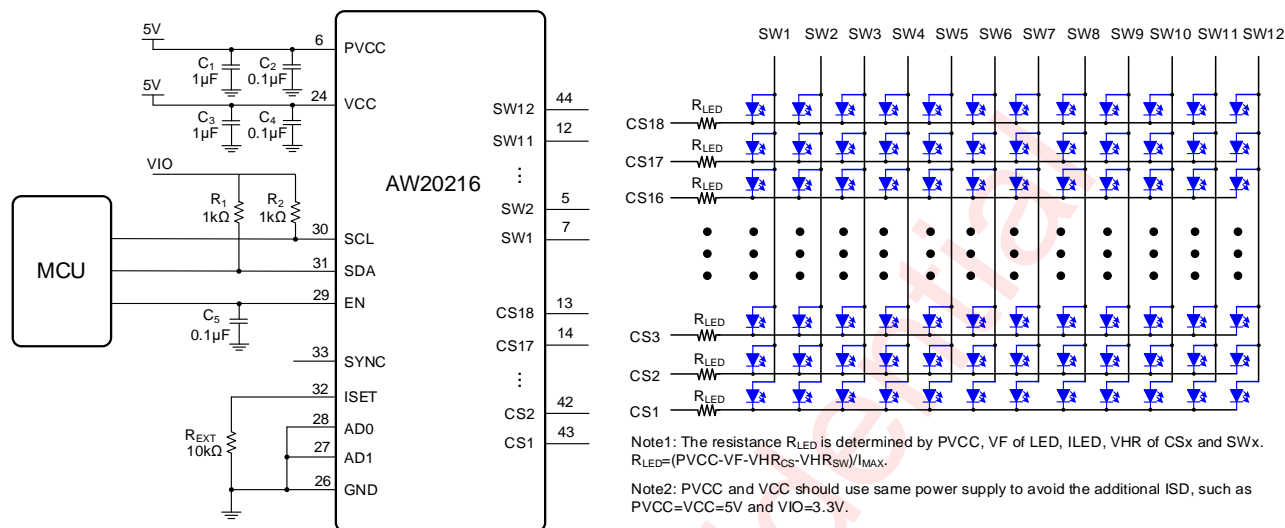 5V
6
PVCC
C1
1µF
C2
0.1µF
5V
24
VCC
C3
1µF
C4
0.1µF
VIO
R1
1kΩ
R2
1kΩ
MCU
30
SCL
31
SDA
29
EN
C5
0.1µF
33
SYNC
32
ISET
REXT
10kΩ
28
AD0
27
AD1
26
GND
AW20216
SW12
44
SW11
12
SW2
5
SW1
7
CS18
13
CS17
14
CS2
42
CS1
43
SW1 SW2 SW3 SW4 SW5 SW6 SW7 SW8 SW9 SW10 SW11 SW12
RLED
CS18
RLED
CS17
RLED
CS16
RLED
CS3
RLED
CS2
RLED
CS1
Note1: The resistance RLED is determined by PVCC, VF of LED, ILED, VHR of CSx and SWx.
RLED=(PVCC-VF-VHRCS-VHRSW)/IMAX.
Note2: PVCC and VCC should use same power supply to avoid the additional ISD, such as
PVCC=VCC=5V and VIO=3.3V.